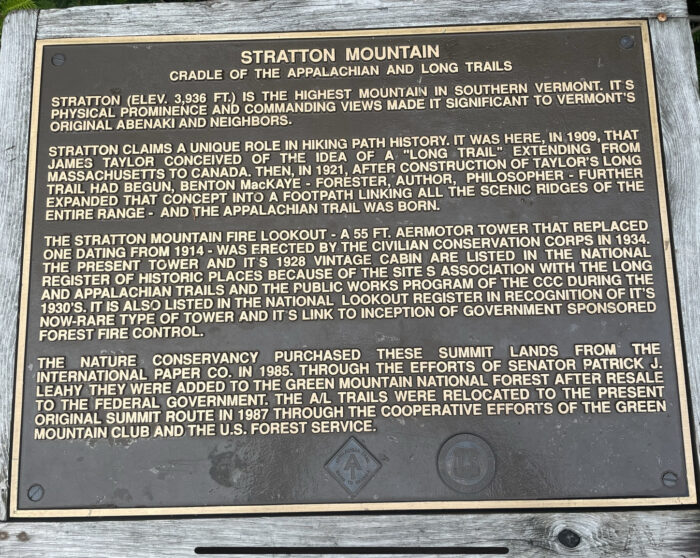 STRATTON MOUNTAIN
CRADLE OF THE APPALACHIAN AND LONG TRAILS
STRATTON (ELEV. 3,936 FT.) IS THE HIGHEST MOUNTAIN IN SOUTHERN VERMONT. IT'S
PHYSICAL PROMINENCE AND COMMANDING VIEWS MADE IT SIGNIFICANT TO VERMONT'S
ORIGINAL ABENAKI AND NEIGHBORS.
STRATTON CLAIMS A UNIQUE ROLE IN HIKING PATH HISTORY. IT WAS HERE, IN 1909, THAT
JAMES TAYLOR CONCEIVED OF THE IDEA OF A "LONG TRAIL" EXTENDING FROM
MASSACHUSETTS TO CANADA. THEN, IN 1921, AFTER CONSTRUCTION OF TAYLOR'S LONG
TRAIL HAD BEGUN, BENTON MacKAYE - FORESTER, AUTHOR, PHILOSOPHER - FURTHER
EXPANDED THAT CONCEPT INTO A FOOTPATH LINKING ALL THE SCENIC RIDGES OF THE
ENTIRE RANGE - AND THE APPALACHIAN TRAIL WAS BORN.
THE STRATTON MOUNTAIN FIRE LOOKOUT - A 55 FT. AERMOTOR TOWER THAT REPLACED
ONE DATING FROM 1914 - WAS ERECTED BY THE CIVILIAN CONSERVATION CORPS IN 1934.
THE PRESENT TOWER AND IT'S 1928 VINTAGE CABIN ARE LISTED IN THE NATIONAL
REGISTER OF HISTORIC PLACES BECAUSE OF THE SITE'S ASSOCIATION WITH THE LONG
AND APPALACHIAN TRAILS AND THE PUBLIC WORKS PROGRAM OF THE CCC DURING THE
1930'S. IT IS ALSO LISTED IN THE NATIONAL LOOKOUT REGISTER IN RECOGNITION OF IT'S
NOW-RARE TYPE OF TOWER AND IT'S LINK TO INCEPTION OF GOVERNMENT SPONSORED
FOREST FIRE CONTROL.
THE NATURE CONSERVANCY PURCHASED THESE SUMMIT LANDS FROM THE
INTERNATIONAL PAPER CO. IN 1985. THROUGH THE EFFORTS OF SENATOR PATRICK J.
LEAHY THEY WERE ADDED TO THE GREEN MOUNTAIN NATIONAL FOREST AFTER RESALE
TO THE FEDERAL GOVERNMENT. THE A/L TRAILS WERE RELOCATED TO THE PRESENT
ORIGINAL SUMMIT ROUTE IN 1987 THROUGH THE COOPERATIVE EFFORTS OF THE GREEN
MOUNTAIN CLUB AND THE U.S. FOREST SERVICE.